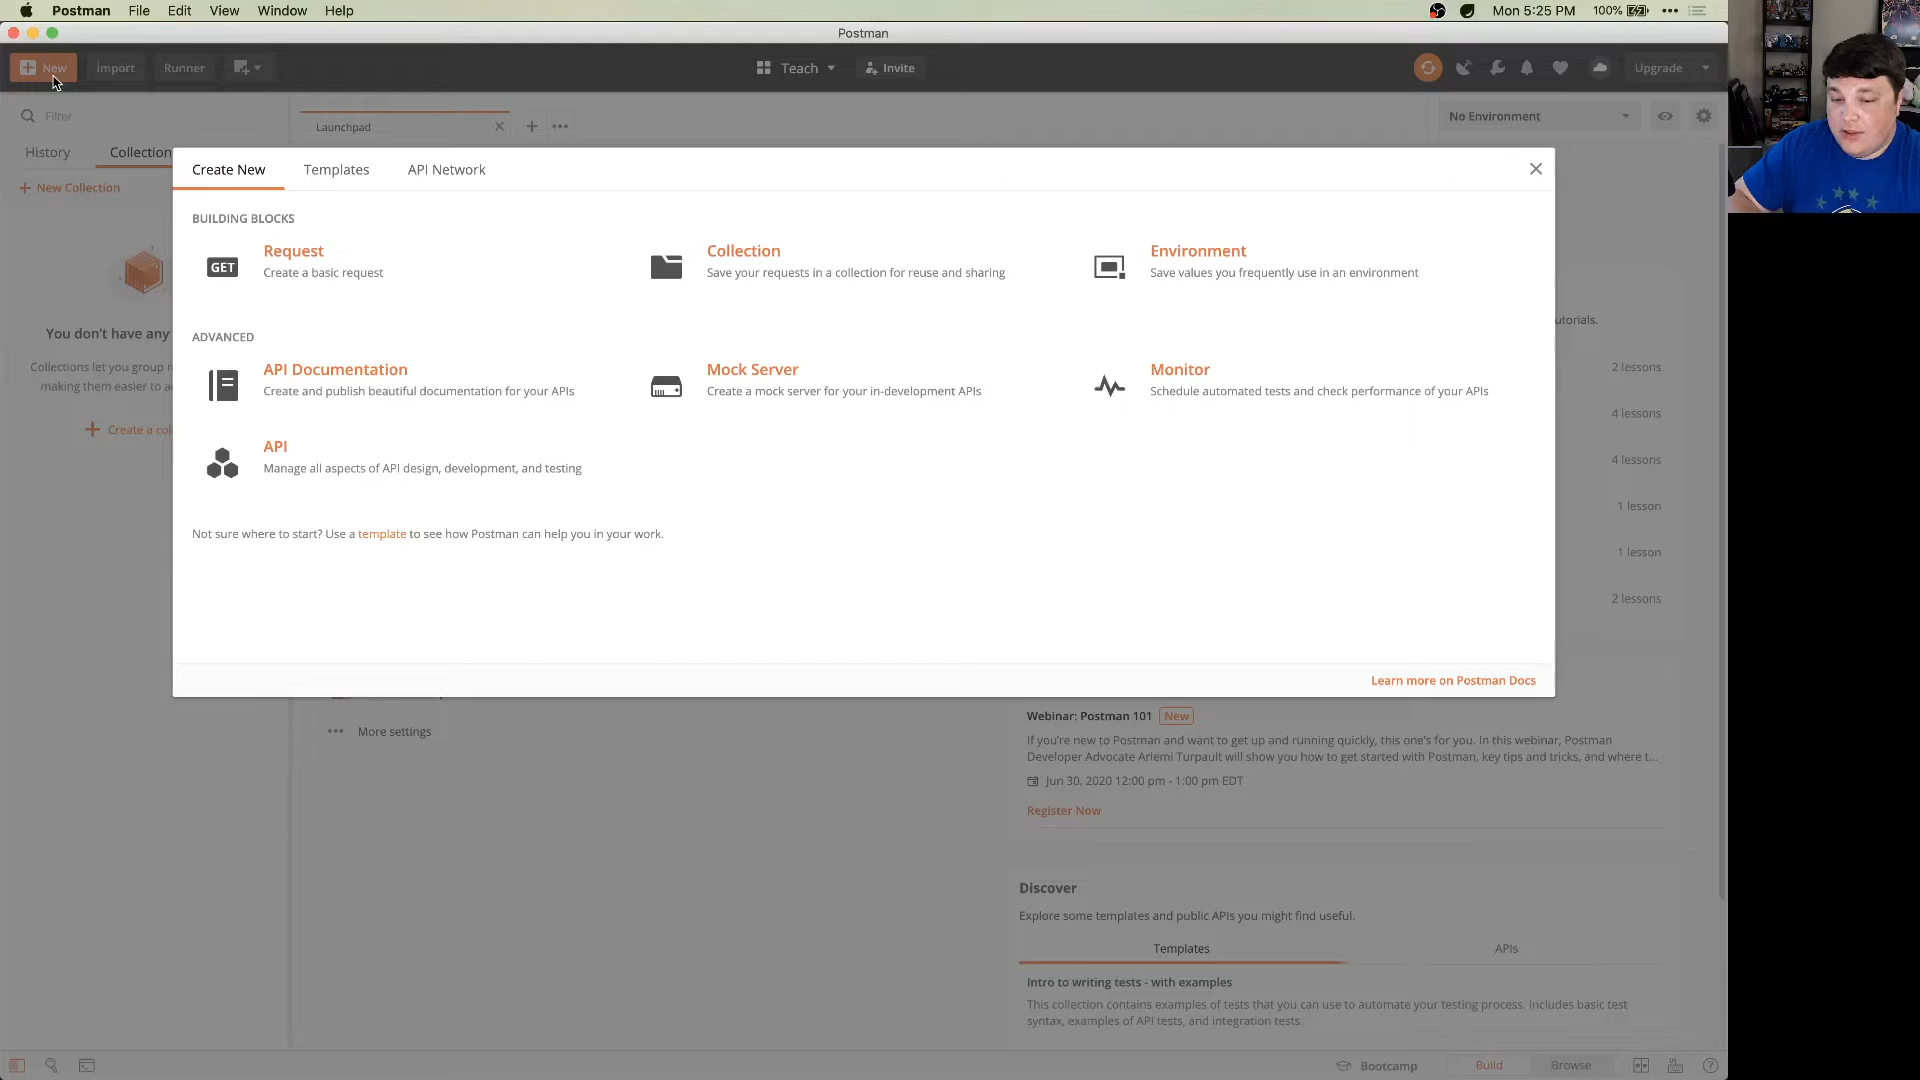 Postman File Edit View Window Help
Mon 5:25 PM 100%
Postman
New Import Runner Teach Invite Upgrade
Filter
Launchpad
No Environment
History Collection
New Collection
You don't have any
Collections let you group
making them easier to
Create a col
Create New Templates API Network
BUILDING BLOCKS
GET
Request
Create a basic request
Collection
Save your requests in a collection for reuse and sharing
Environment
Save values you frequently use in an environment
ADVANCED
API Documentation
Create and publish beautiful documentation for your APIs
Mock Server
Create a mock server for your in-development APIs
Monitor
Schedule automated tests and check performance of your APIs
API
Manage all aspects of API design, development, and testing
Not sure where to start? Use a template to see how Postman can help you in your work.
Learn more on Postman Docs
utorials.
2 lessons
4 lessons
4 lessons
1 lesson
1 lesson
2 lessons
More settings
Webinar: Postman 101 New
If you're new to Postman and want to get up and running quickly, this one's for you. In this webinar, Postman
Developer Advocate Arlemi Turpault will show you how to get started with Postman, key tips and tricks, and where t...
Jun 30, 2020 12:00 pm - 1:00 pm EDT
Register Now
Discover
Explore some templates and public APIs you might find useful.
Templates APIs
Intro to writing tests - with examples
This collection contains examples of tests that you can use to automate your testing process. Includes basic test
syntax, examples of API tests, and integration tests.
Bootcamp Build Browse